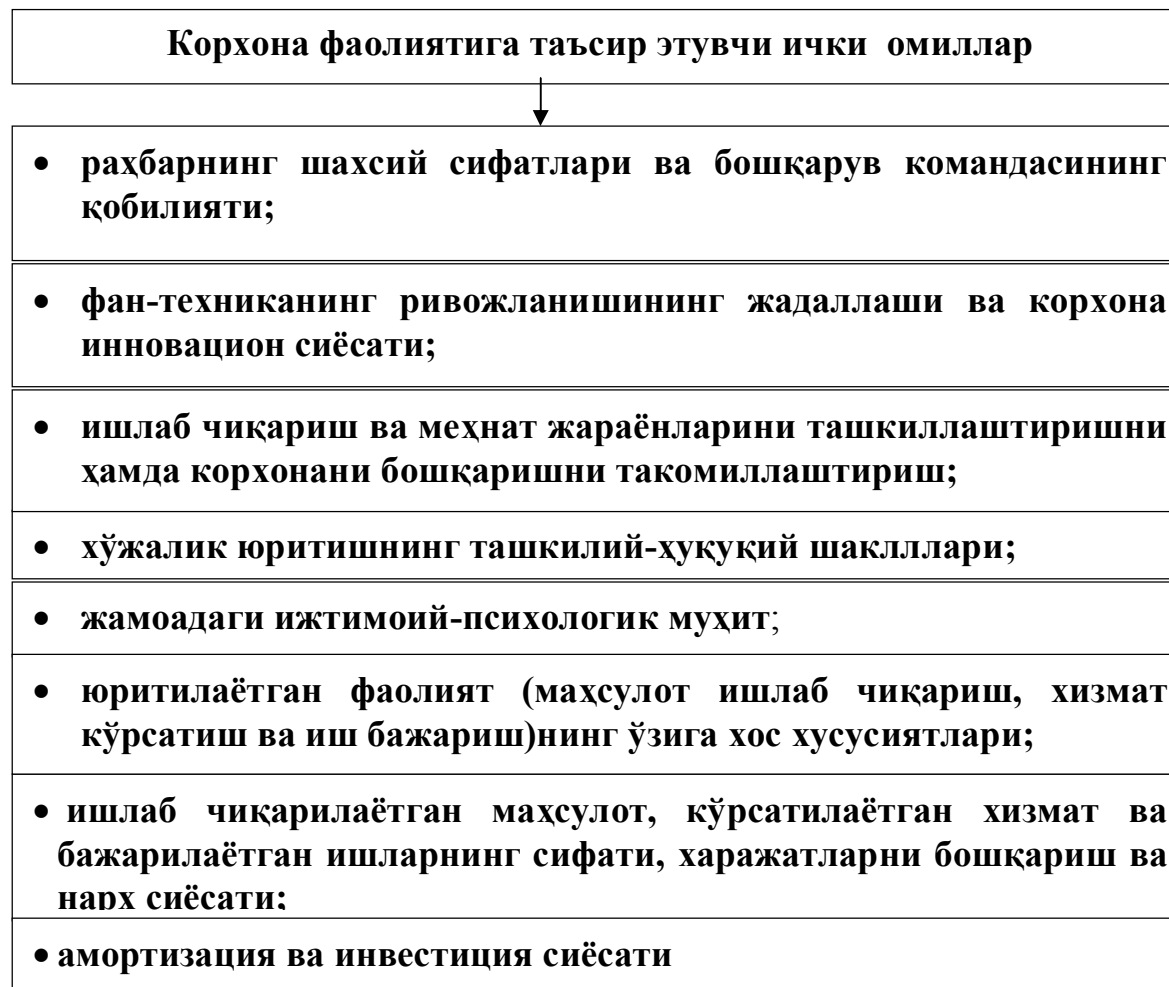 Корхона фаолиятига таъсир этувчи ички омиллар
• раҳбарнинг шахсий сифатлари ва бошқарув командасининг
қобилияти;
• фан-техниканинг ривожланишининг жадаллаши ва корхона
инновацион сиёсати;
• ишлаб чиқариш ва меҳнат жараёнларини ташкиллаштиришни
ҳамда корхонани бошқаришни такомиллаштириш;
• хўжалик юритишнинг ташкилий-ҳуқуқий шаклллари;
• жамоадаги ижтимоий-психологик муҳит;
• юритилаётган фаолият (маҳсулот ишлаб чиқариш, хизмат
кўрсатиш ва иш бажариш)нинг ўзига хос хусусиятлари;
• ишлаб чиқарилаётган маҳсулот, кўрсатилаётган хизмат ва
бажарилаётган ишларнинг сифати, харажатларни бошқариш ва
нарх сиёсати;
• амортизация ва инвестиция сиёсати